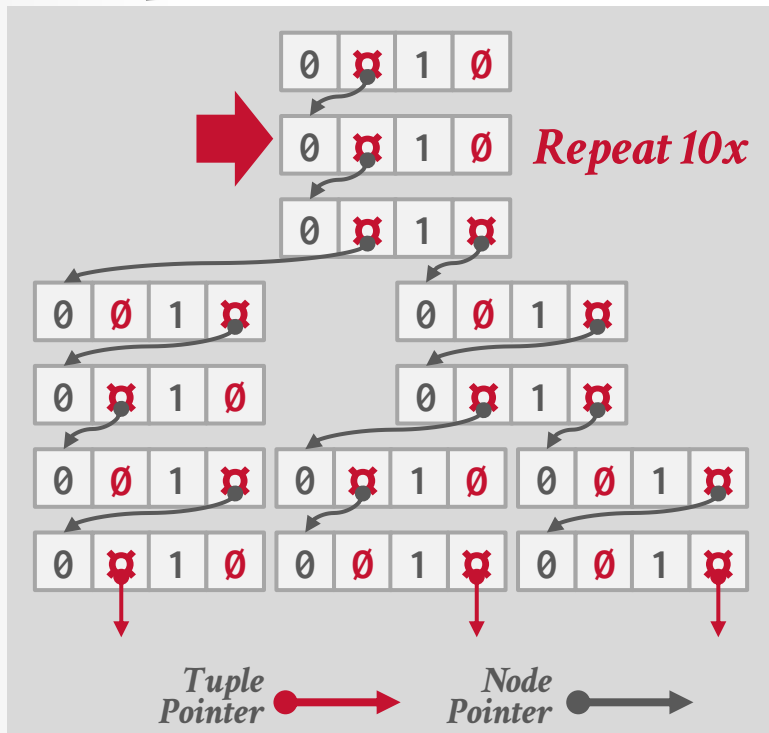 0 ¤ 1 Ø
0 ¤ 1 Ø
Repeat 10x
0 ¤ 1 ¤
0 Ø 1 ¤
0 Ø 1 ¤
0 ¤ 1 Ø
0 ¤ 1 ¤
0 Ø 1 ¤
0 ¤ 1 Ø
0 Ø 1 ¤
0 ¤ 1 Ø
0 Ø 1 ¤
0 Ø 1 ¤
Tuple
Pointer
Node
Pointer